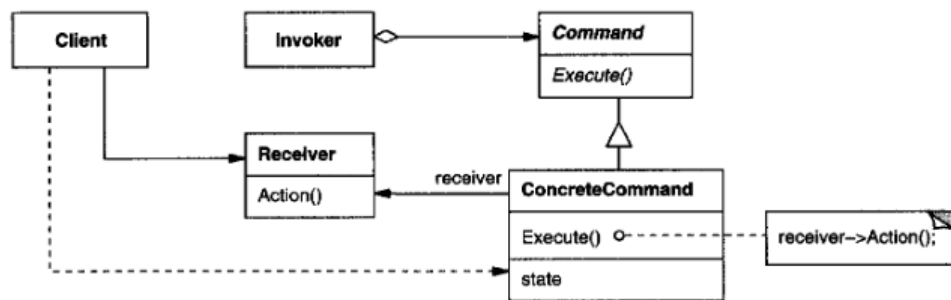 Client
Invoker
Command
Execute()
Receiver
Action()
receiver
ConcreteCommand
Execute()
receiver->Action();
state